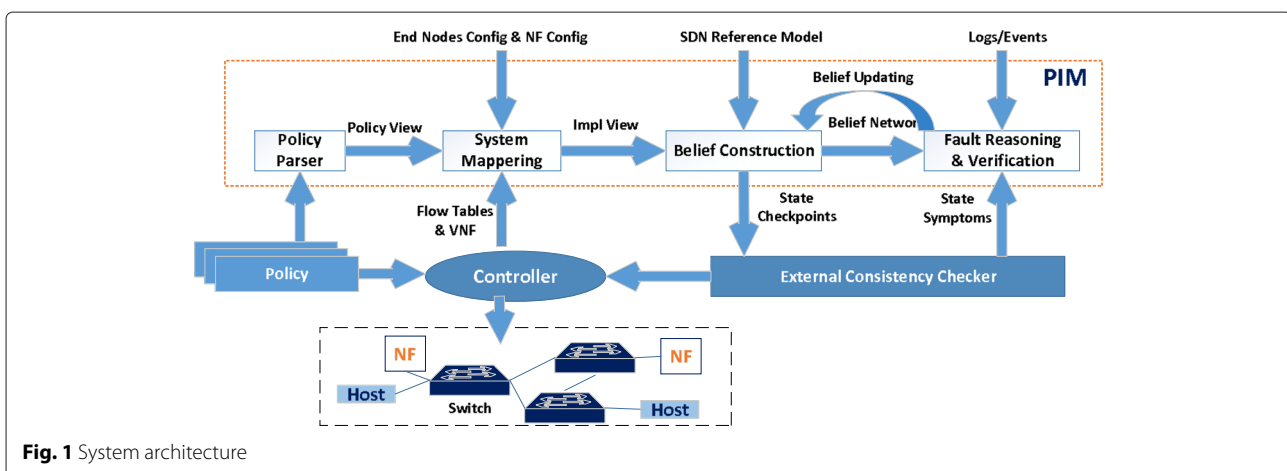 End Nodes Config & NF Config
SDN Reference Model
Logs/Events
PIM
Belief Updating
Policy View
Impl View
Belief Network
Policy
Parser
System
Mappering
Belief Construction
Fault Reasoning
& Verification
Flow Tables
& VNF
State
Checkpoints
State
Symptoms
Policy
Controller
External Consistency Checker
NF
NF
Host
Switch
Host
Fig. 1 System architecture